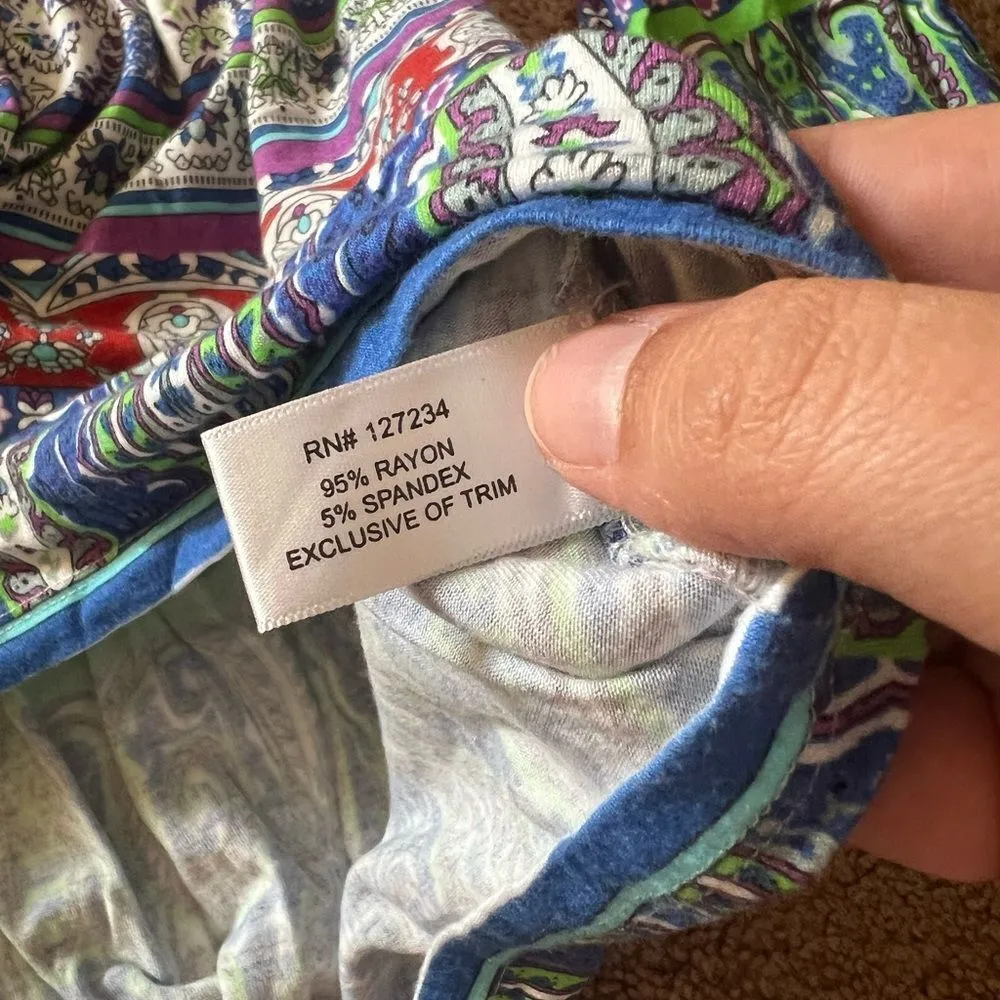 RN# 127234
95% RAYON
5% SPANDEX
EXCLUSIVE OF TRIM